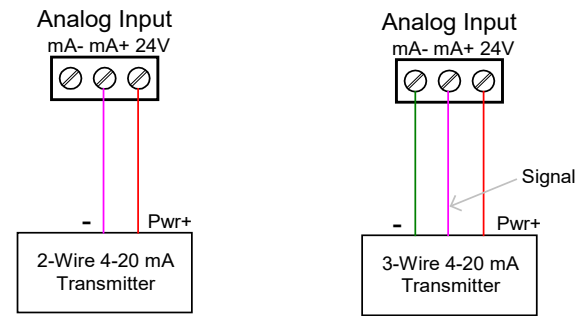 Analog Input
mA- mA+ 24V
- Pwr+
2-Wire 4-20 mA
Transmitter
Analog Input
mA- mA+ 24V
Signal
- Pwr+
3-Wire 4-20 mA
Transmitter